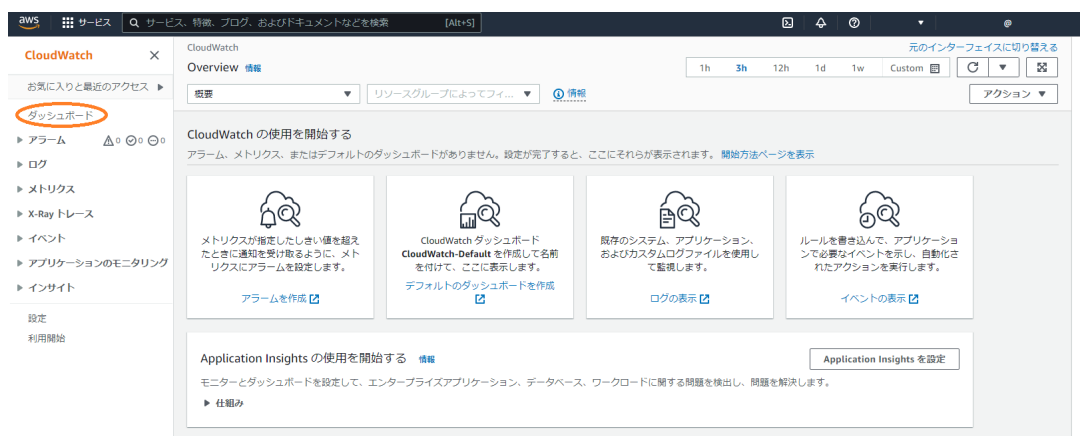 aws サービス サービス、特徴、ブログ、およびドキュメントなどを検索 [Alt+S] @
CloudWatch
お気に入りと最近のアクセス
ダッシュボード
アラーム 0 0 0
ログ
メトリクス
X-Ray トレース
イベント
アプリケーションのモニタリング
インサイト
設定
利用開始
CloudWatch 元のインターフェイスに切り替える
Overview 情報 1h 3h 12h 1d 1w Custom
概要 リソースグループによってフィ... 情報 アクション
CloudWatch の使用を開始する
アラーム、メトリクス、またはデフォルトのダッシュボードがありません。設定が完了すると、ここにそれらが表示されます。 開始方法ページを表示
メトリクスが指定したしきい値を超え
たときに通知を受け取るように、メト
リクスにアラームを設定します。
アラームを作成
CloudWatch ダッシュボード
CloudWatch-Default を作成して名前
を付けて、ここに表示します。
デフォルトのダッシュボードを作成
既存のシステム、アプリケーション、
およびカスタムログファイルを使用し
て監視します。
ログの表示
ルールを書き込んで、アプリケーショ
ンで必要なイベントを示し、自動化さ
れたアクションを実行します。
イベントの表示
Application Insights の使用を開始する 情報 Application Insights を設定
モニターとダッシュボードを設定して、エンタープライズアプリケーション、データベース、ワークロードに関する問題を検出し、問題を解決します。
仕組み